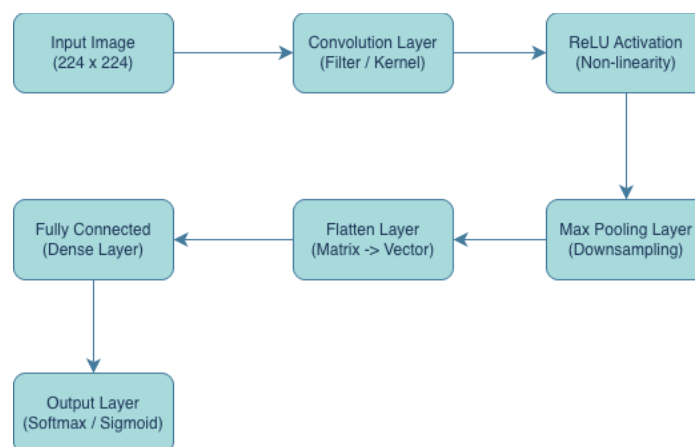 Input Image
(224 x 224)
Convolution Layer
(Filter / Kernel)
ReLU Activation
(Non-linearity)
Max Pooling Layer
(Downsampling)
Flatten Layer
(Matrix -> Vector)
Fully Connected
(Dense Layer)
Output Layer
(Softmax / Sigmoid)